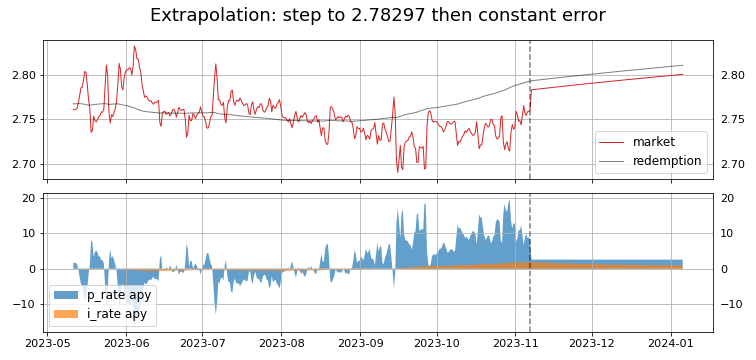 Extrapolation: step to 2.78297 then constant error
2.80
2.75
2.70
2.80
2.75
2.70
market
redemption
20
10
0
−10
20
10
0
−10
p_rate apy
i_rate apy
2023-05 2023-06 2023-07 2023-08 2023-09 2023-10 2023-11 2023-12 2024-01